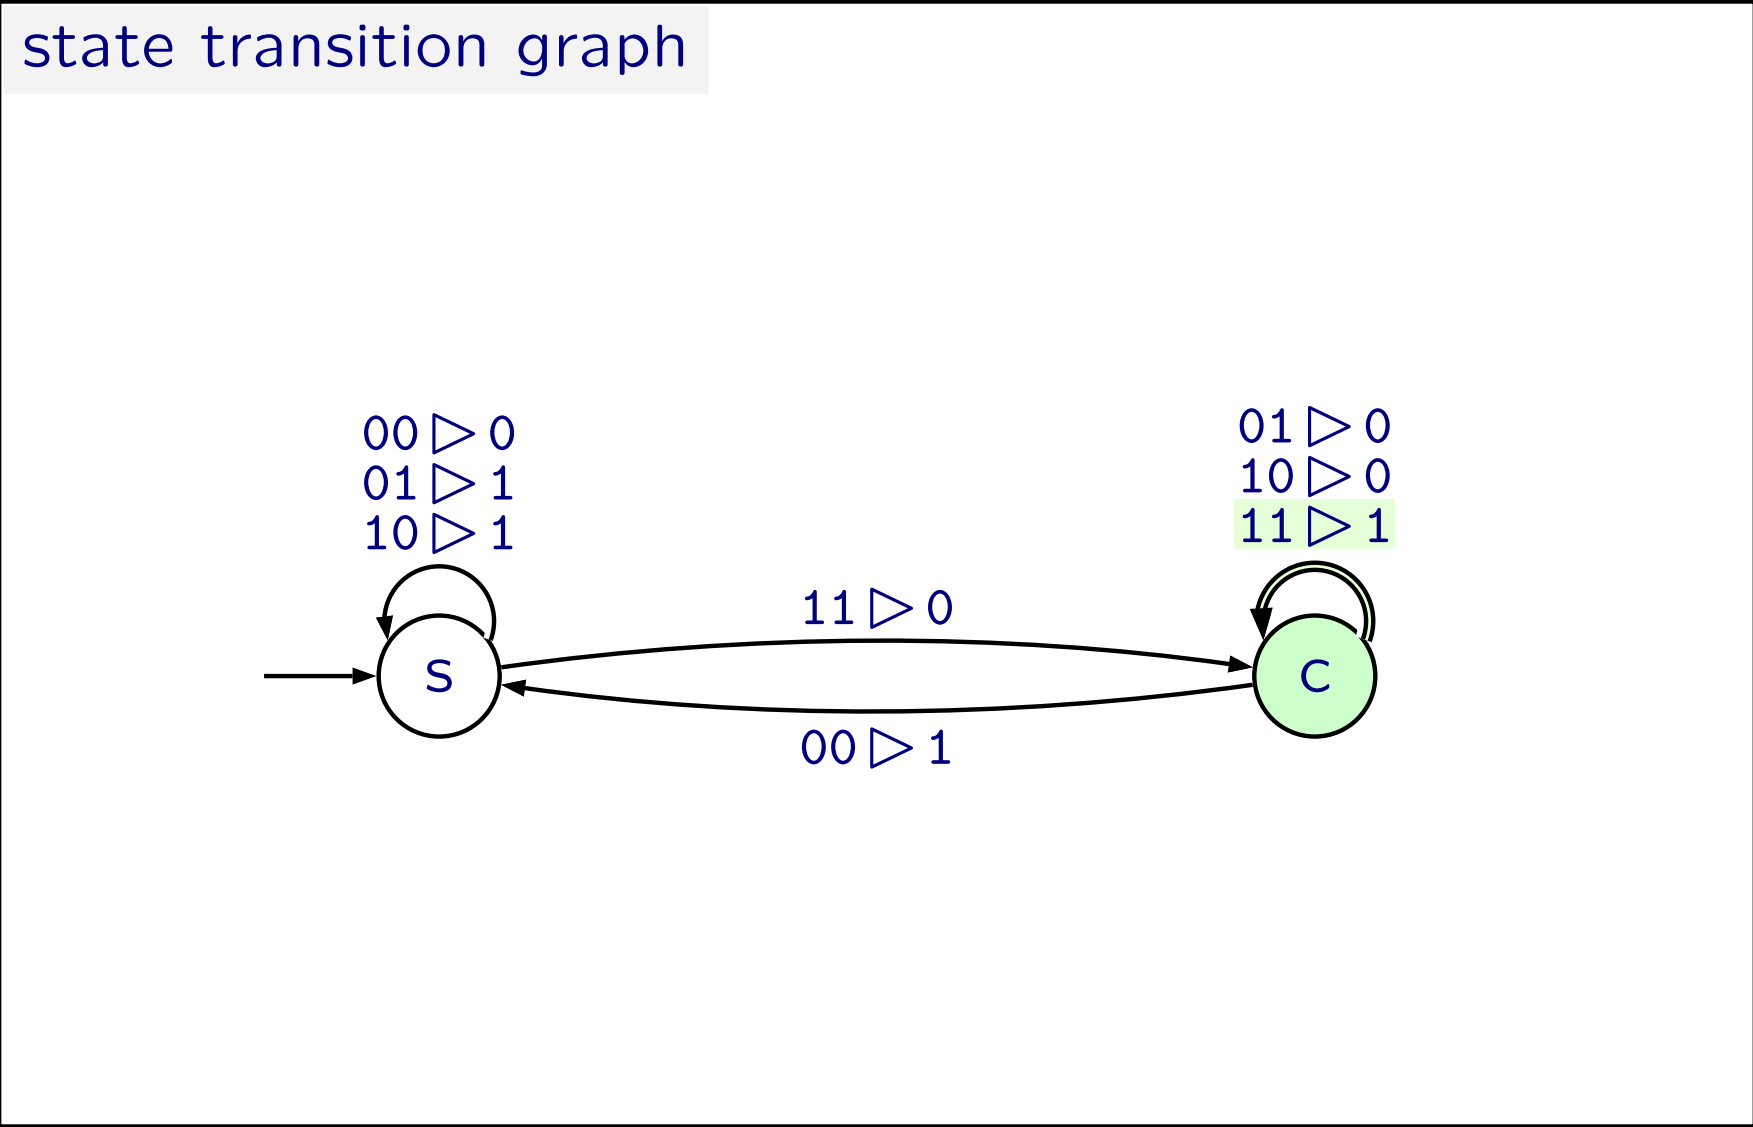 state transition graph
00 ▷ 0
01 ▷ 1
10 ▷ 1
01 ▷ 0
10 ▷ 0
11 ▷ 1
11 ▷ 0
s
c
00 ▷ 1